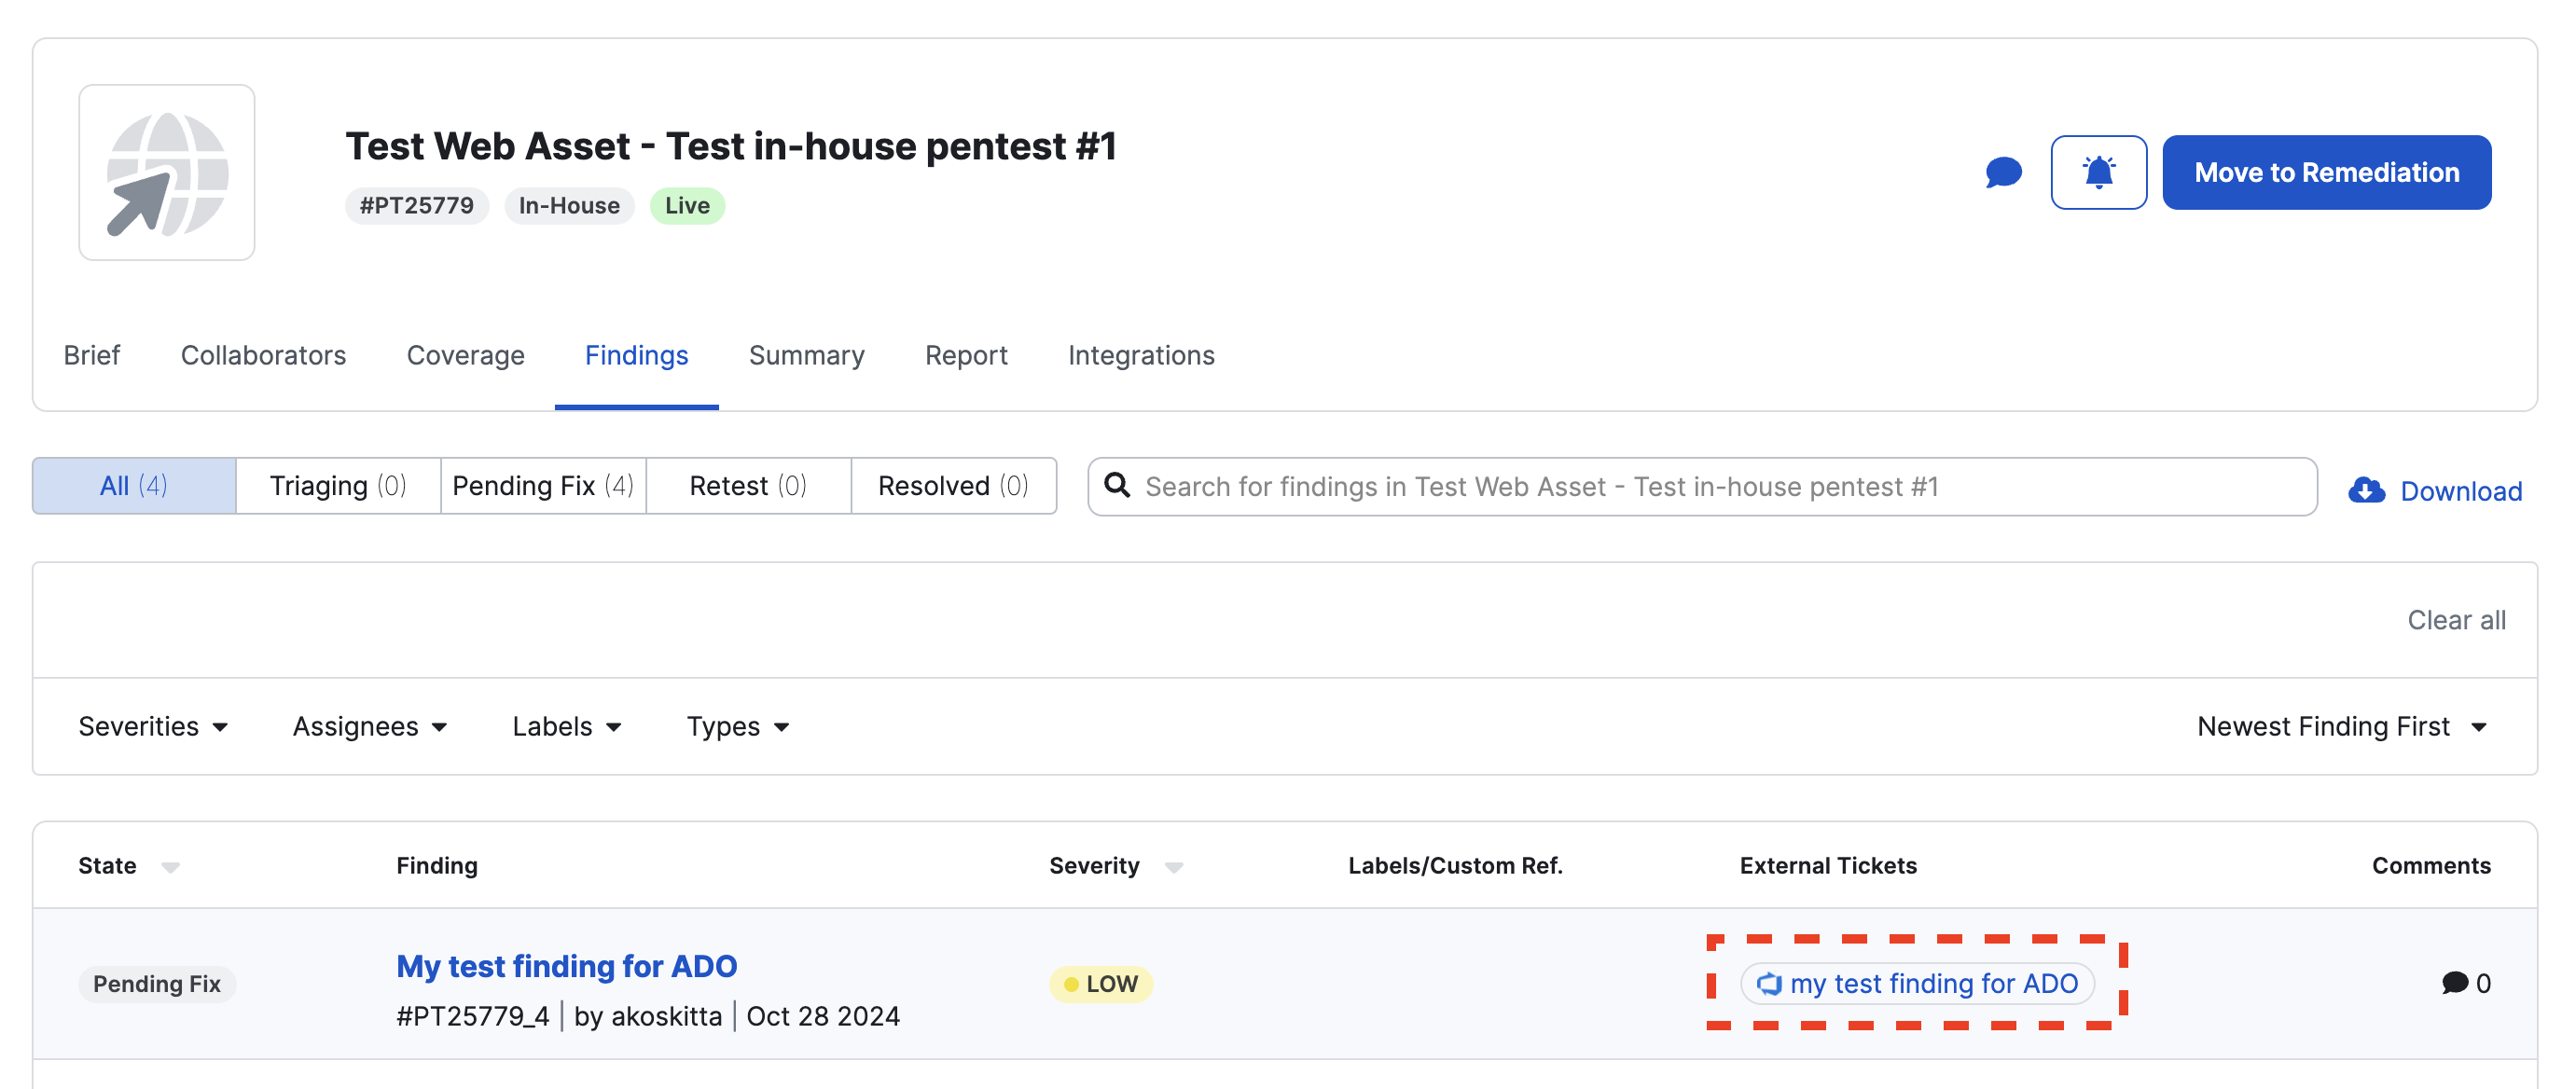 Test Web Asset - Test in-house pentest #1
#PT25779 In-House Live
Move to Remediation
Brief Collaborators Coverage Findings Summary Report Integrations
All (4) Triaging (0) Pending Fix (4) Retest (0) Resolved (0) Search for findings in Test Web Asset - Test in-house pentest #1 Download
Clear all
Severities Assignees Labels Types Newest Finding First
State Finding Severity Labels/Custom Ref. External Tickets Comments
My test finding for ADO
Pending Fix LOW my test finding for ADO 0
#PT25779_4 | by akoskitta | Oct 28 2024